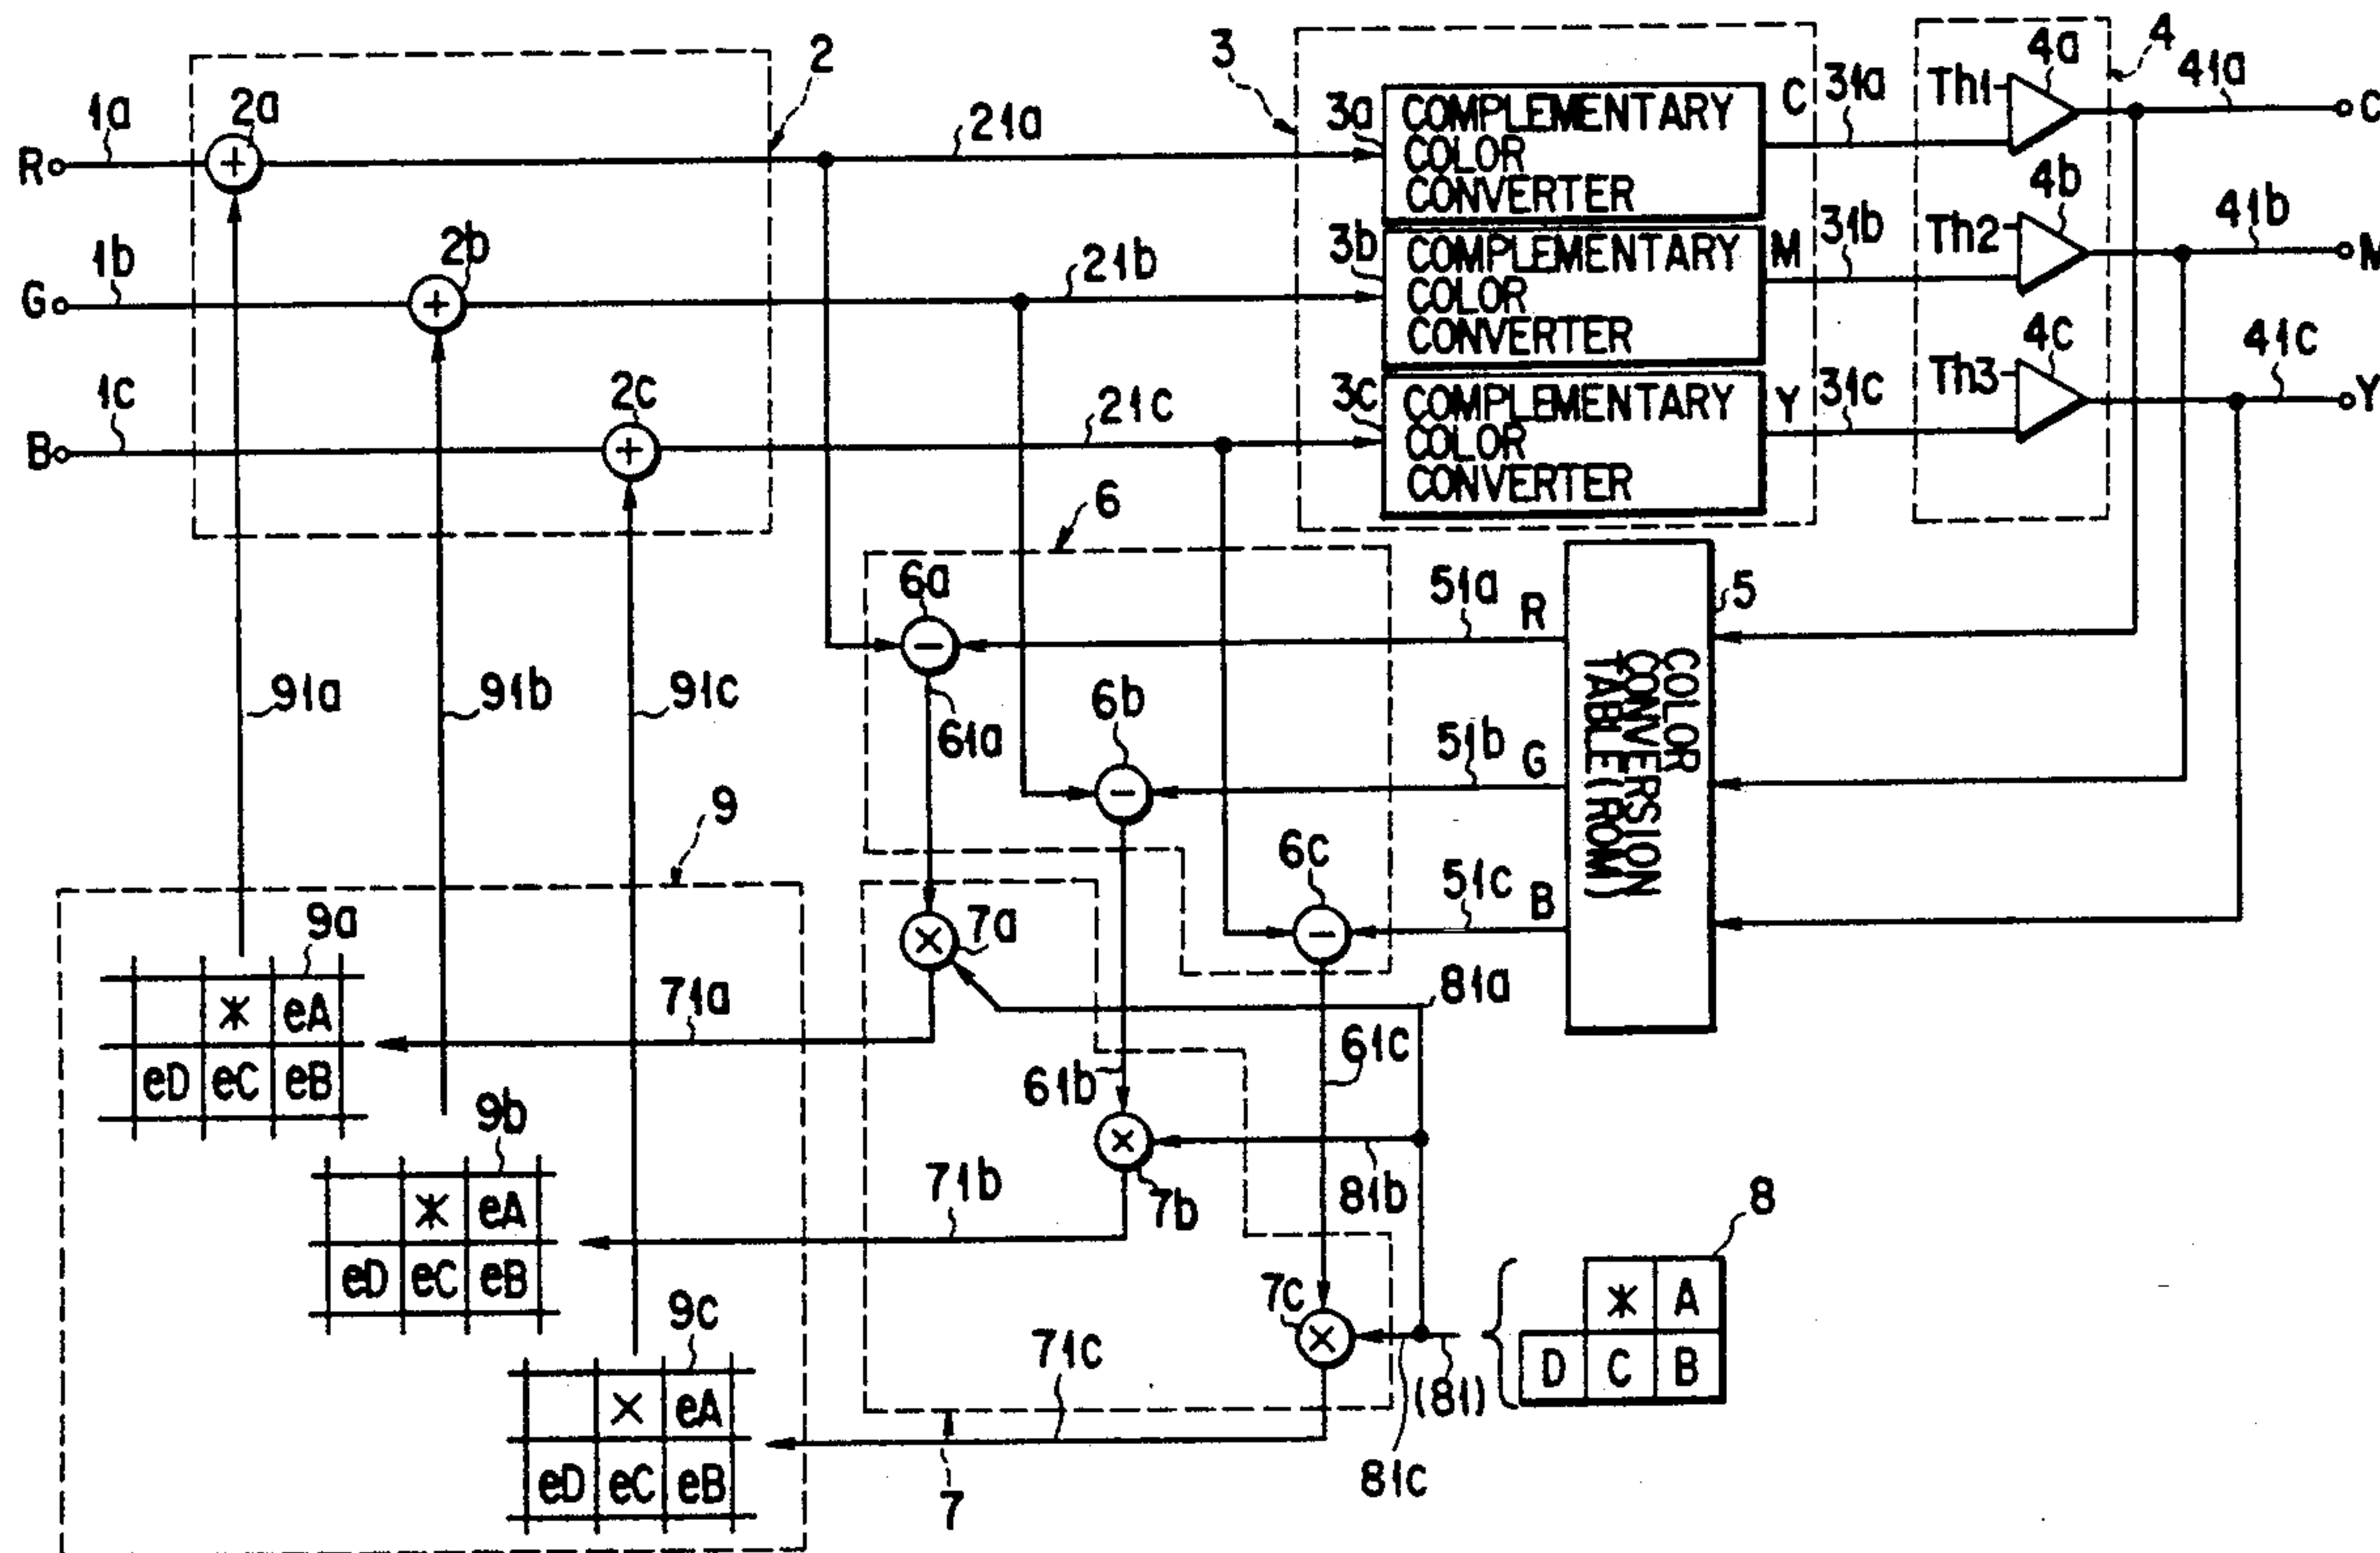 2
3
4
1a
2a
21a
3a
COMPLEMENTARY
COLOR
CONVERTER
C
31a
Th1
4a
41a
C
R
1b
2b
21b
3b
COMPLEMENTARY
COLOR
CONVERTER
M
31b
Th2
4b
41b
M
G
1c
2c
21c
3c
COMPLEMENTARY
COLOR
CONVERTER
Y
31c
Th3
4c
41c
Y
B
6
6a
51a
R
5
COLOR
CONVERSION
TABLE(ROM)
91a
91b
91c
61a
6b
51b
G
9
6c
51c
B
9a
7a
71a
81a
* eA
eD eC eB
61b
61c
9b
71b
7b
81b
8
* eA
eD eC eB
9c
71c
7c
(81)
81c
* A
D C B
× eA
eD eC eB
7